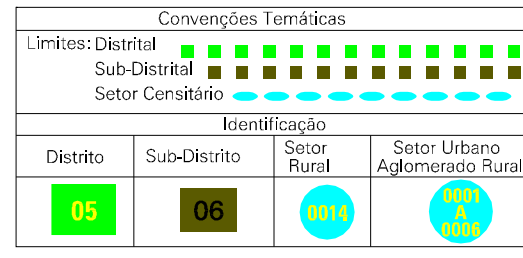 Convenções Temáticas
Limites: Distrital
Sub-Distrital
Setor Censitário
Identificação
Distrito
Sub-Distrito
Setor
Rural
Setor Urbano
Aglomerado Rural
05
06
0014
0001
A
0006